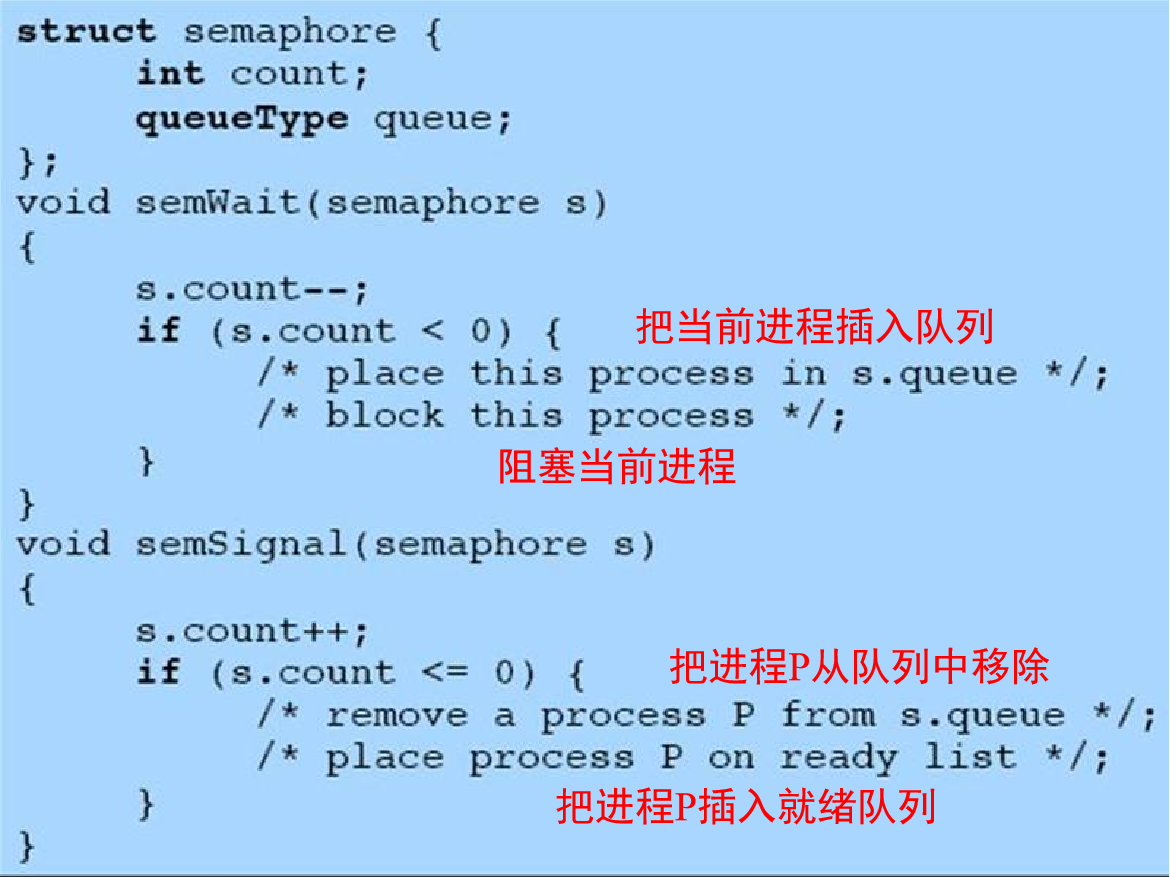 struct semaphore {
int count;
queueType queue;
};
void semWait(semaphore s)
{
s.count--;
if (s.count < 0) { 把当前进程插入队列
/* place this process in s.queue */;
/* block this process */;
} 阻塞当前进程
}
void semSignal(semaphore s)
{
s.count++;
if (s.count <= 0) { 把进程P从队列中移除
/* remove a process P from s.queue */;
/* place process P on ready list */;
} 把进程P插入就绪队列
}